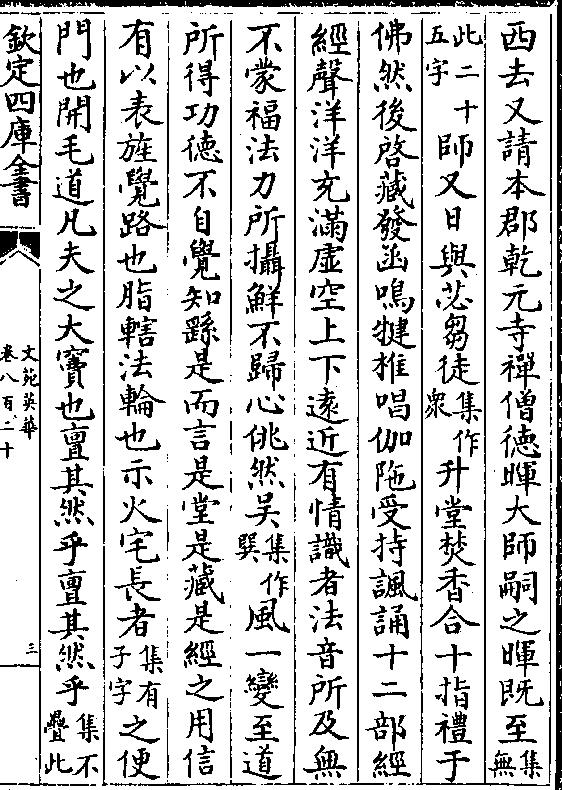 西去又請本郡乾元寺禪僧德暉大師嗣之暉既至集無
此二十五字師又日與苾芻徒集作衆升堂焚香合十指禮于
佛然後啓藏發函鳴犍椎唱伽陁受持諷誦十二部經
經聲洋洋充滿虛空上下遠近有情識者法音所及無
不蒙福法力所攝鮮不歸心佻然吴集作巽風一變至道
所得功德不自覺知繇是而言是堂是藏是經之用信
有以表旌覺路也脂轄法輪也示火宅長者集有子字之便
門也開毛道凡夫之大竇也亶其然乎亶其然乎集不疊此
欽定四庫全書
文苑英華
卷八百二十
三